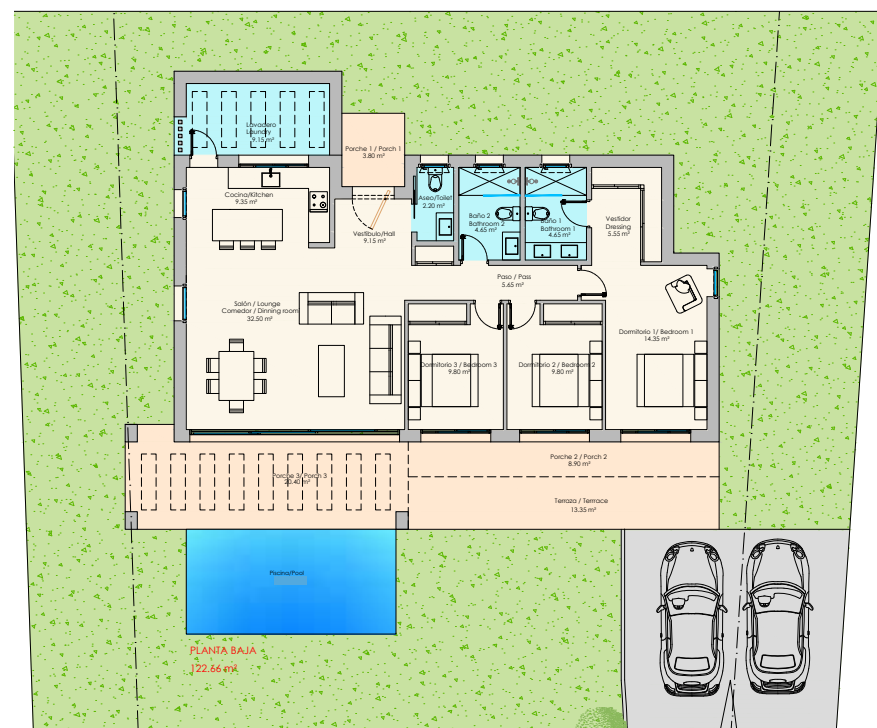 Lavadero
Laundry
9.15 m²
Porche 1 / Porch 1
3.80 m²
Cocina/Kitchen
9.35 m²
Aseo/Toilet
2.20 m²
Baño 2
Bathroom 2
4.65 m²
Baño 1
Bathroom 1
4.65 m²
Vestidor
Dressing
5.55 m²
Vestibulo/Hall
9.15 m²
Paso / Pass
5.65 m²
Salón / Lounge
Comedor / Dinning room
32.50 m²
Dormitorio 3 / Bedroom 3
9.80 m²
Dormitorio 2 / Bedroom 2
9.80 m²
Dormitorio 1/ Bedroom 1
14.35 m²
Porche 3/ Porch 3
20.40 m²
Porche 2 / Porch 2
8.90 m²
Terraza / Terrrace
13.35 m²
Piscina/Pool
PLANTA BAJA
122.66 m²